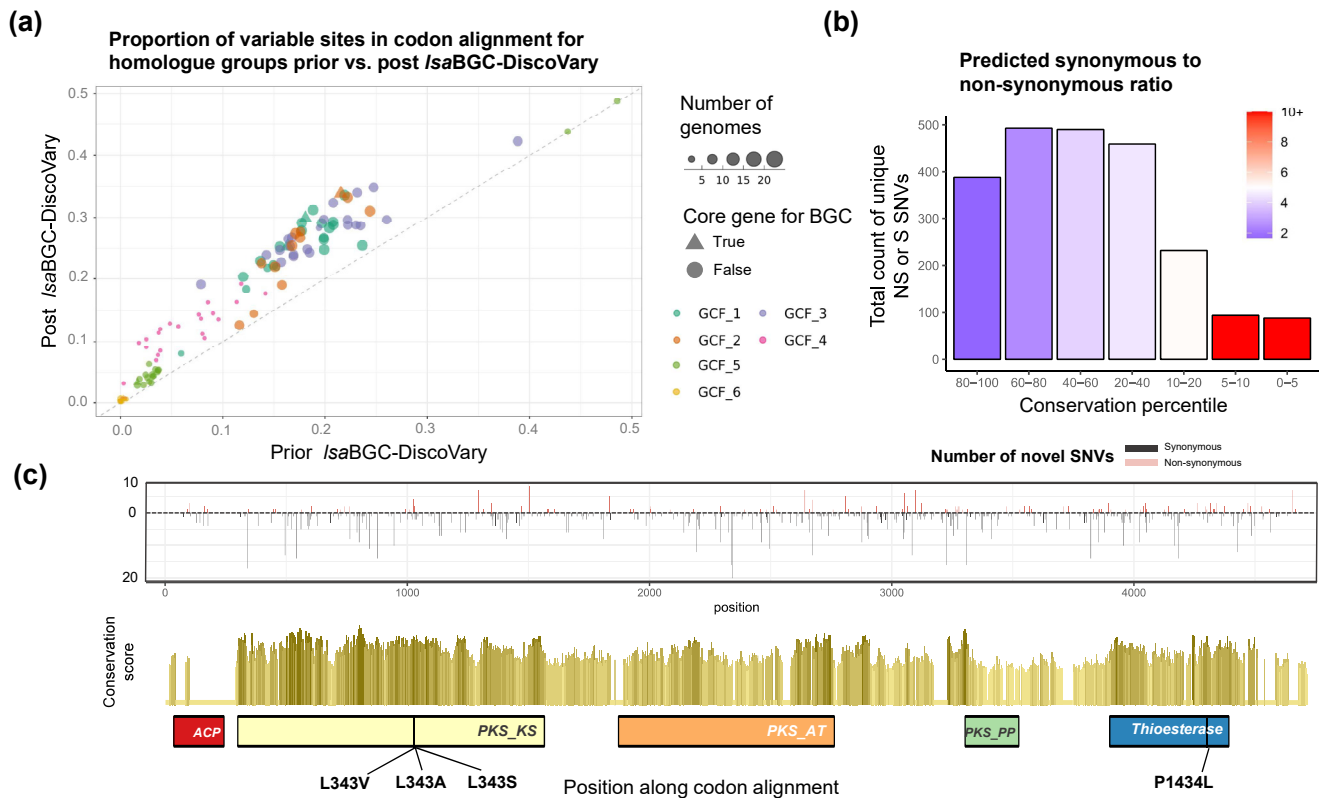 (a)
Proportion of variable sites in codon alignment for
homologue groups prior vs. post IsaBGC-DiscoVary
Post IsaBGC-DiscoVary
0.5
0.4
0.3
0.2
0.1
0.0
0.0 0.1 0.2 0.3 0.4 0.5
Prior IsaBGC-DiscoVary
Number of
genomes
5 10 15 20
Core gene for BGC
True
False
GCF_1 GCF_3
GCF_2 GCF_4
GCF_5
GCF_6
(b)
Predicted synonymous to
non-synonymous ratio
Total count of unique
NS or S SNVs
500
400
300
200
100
0
80-100 60-80 40-60 20-40 10-20 5-10 0-5
Conservation percentile
10+
8
6
4
2
(c)
Number of novel SNVs
Synonymous
Non-synonymous
10
0
20
0 1000 2000 3000 4000
position
Conservation
score
ACP PKS_KS PKS_AT PKS_PP Thioesterase
L343V L343A L343S P1434L
Position along codon alignment